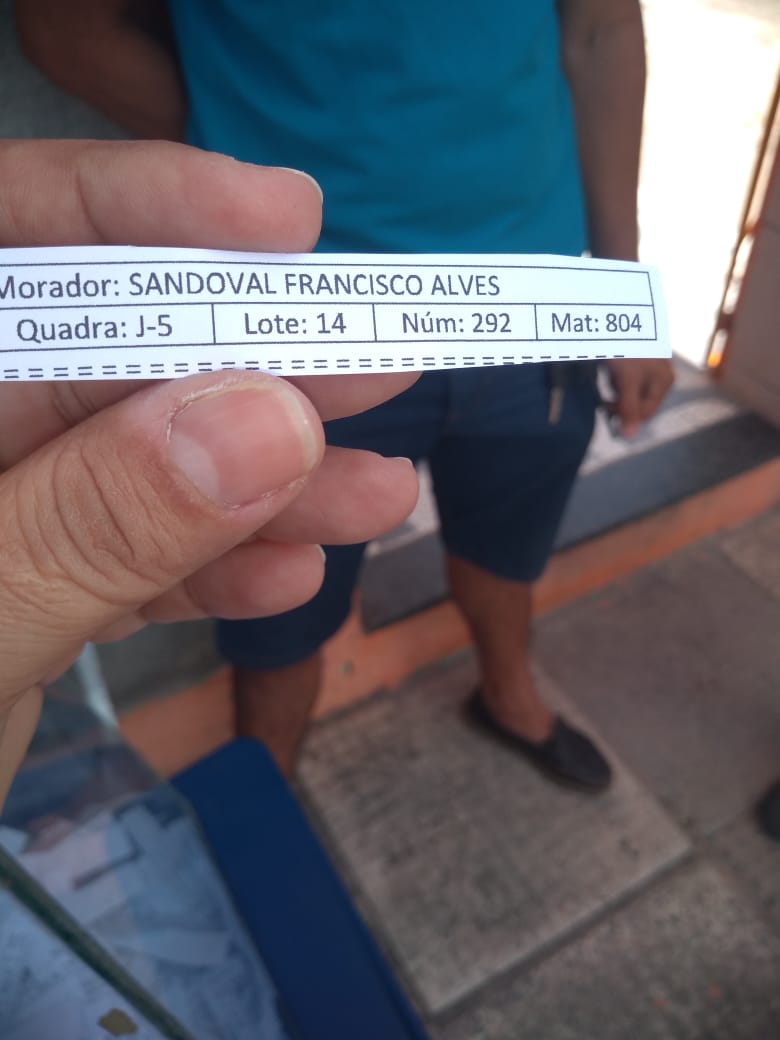 Morador: SANDOVAL FRANCISCO ALVES
Quadra: J-5 Lote: 14 Núm: 292 Mat: 804